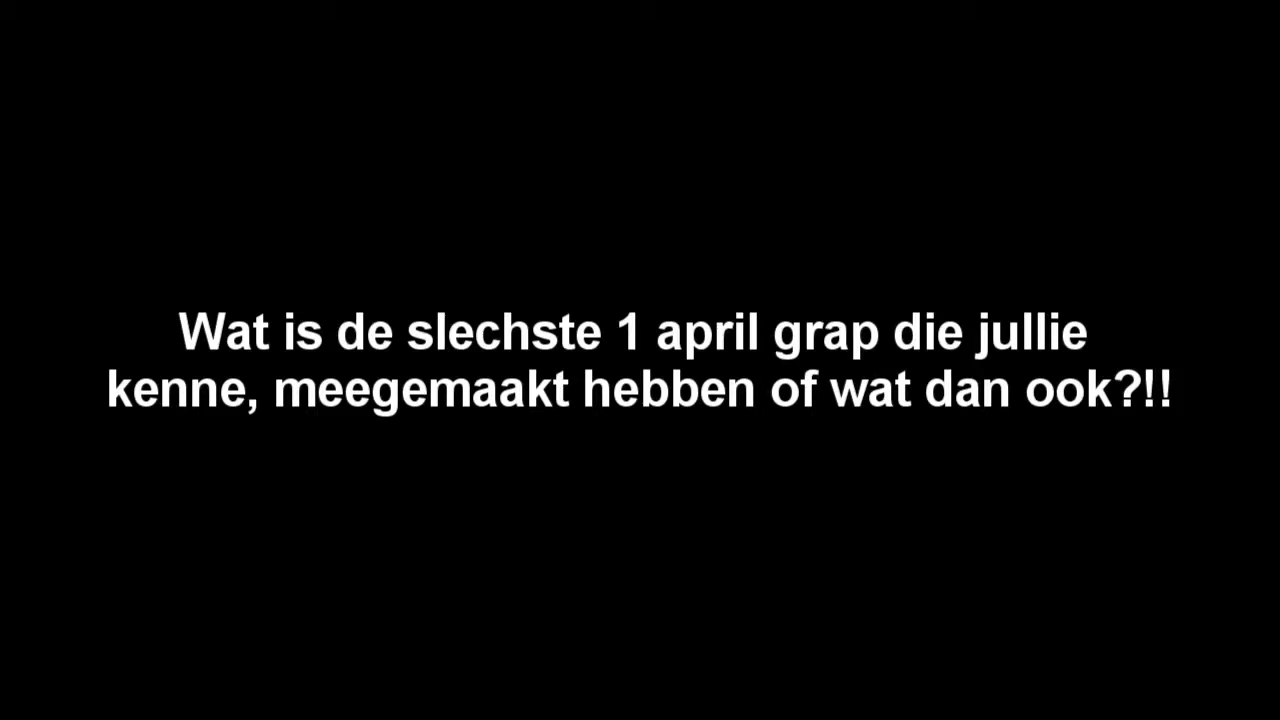 Wat is de slechste 1 april grap die jullie
kenne, meegemaakt hebben of wat dan ook?!!